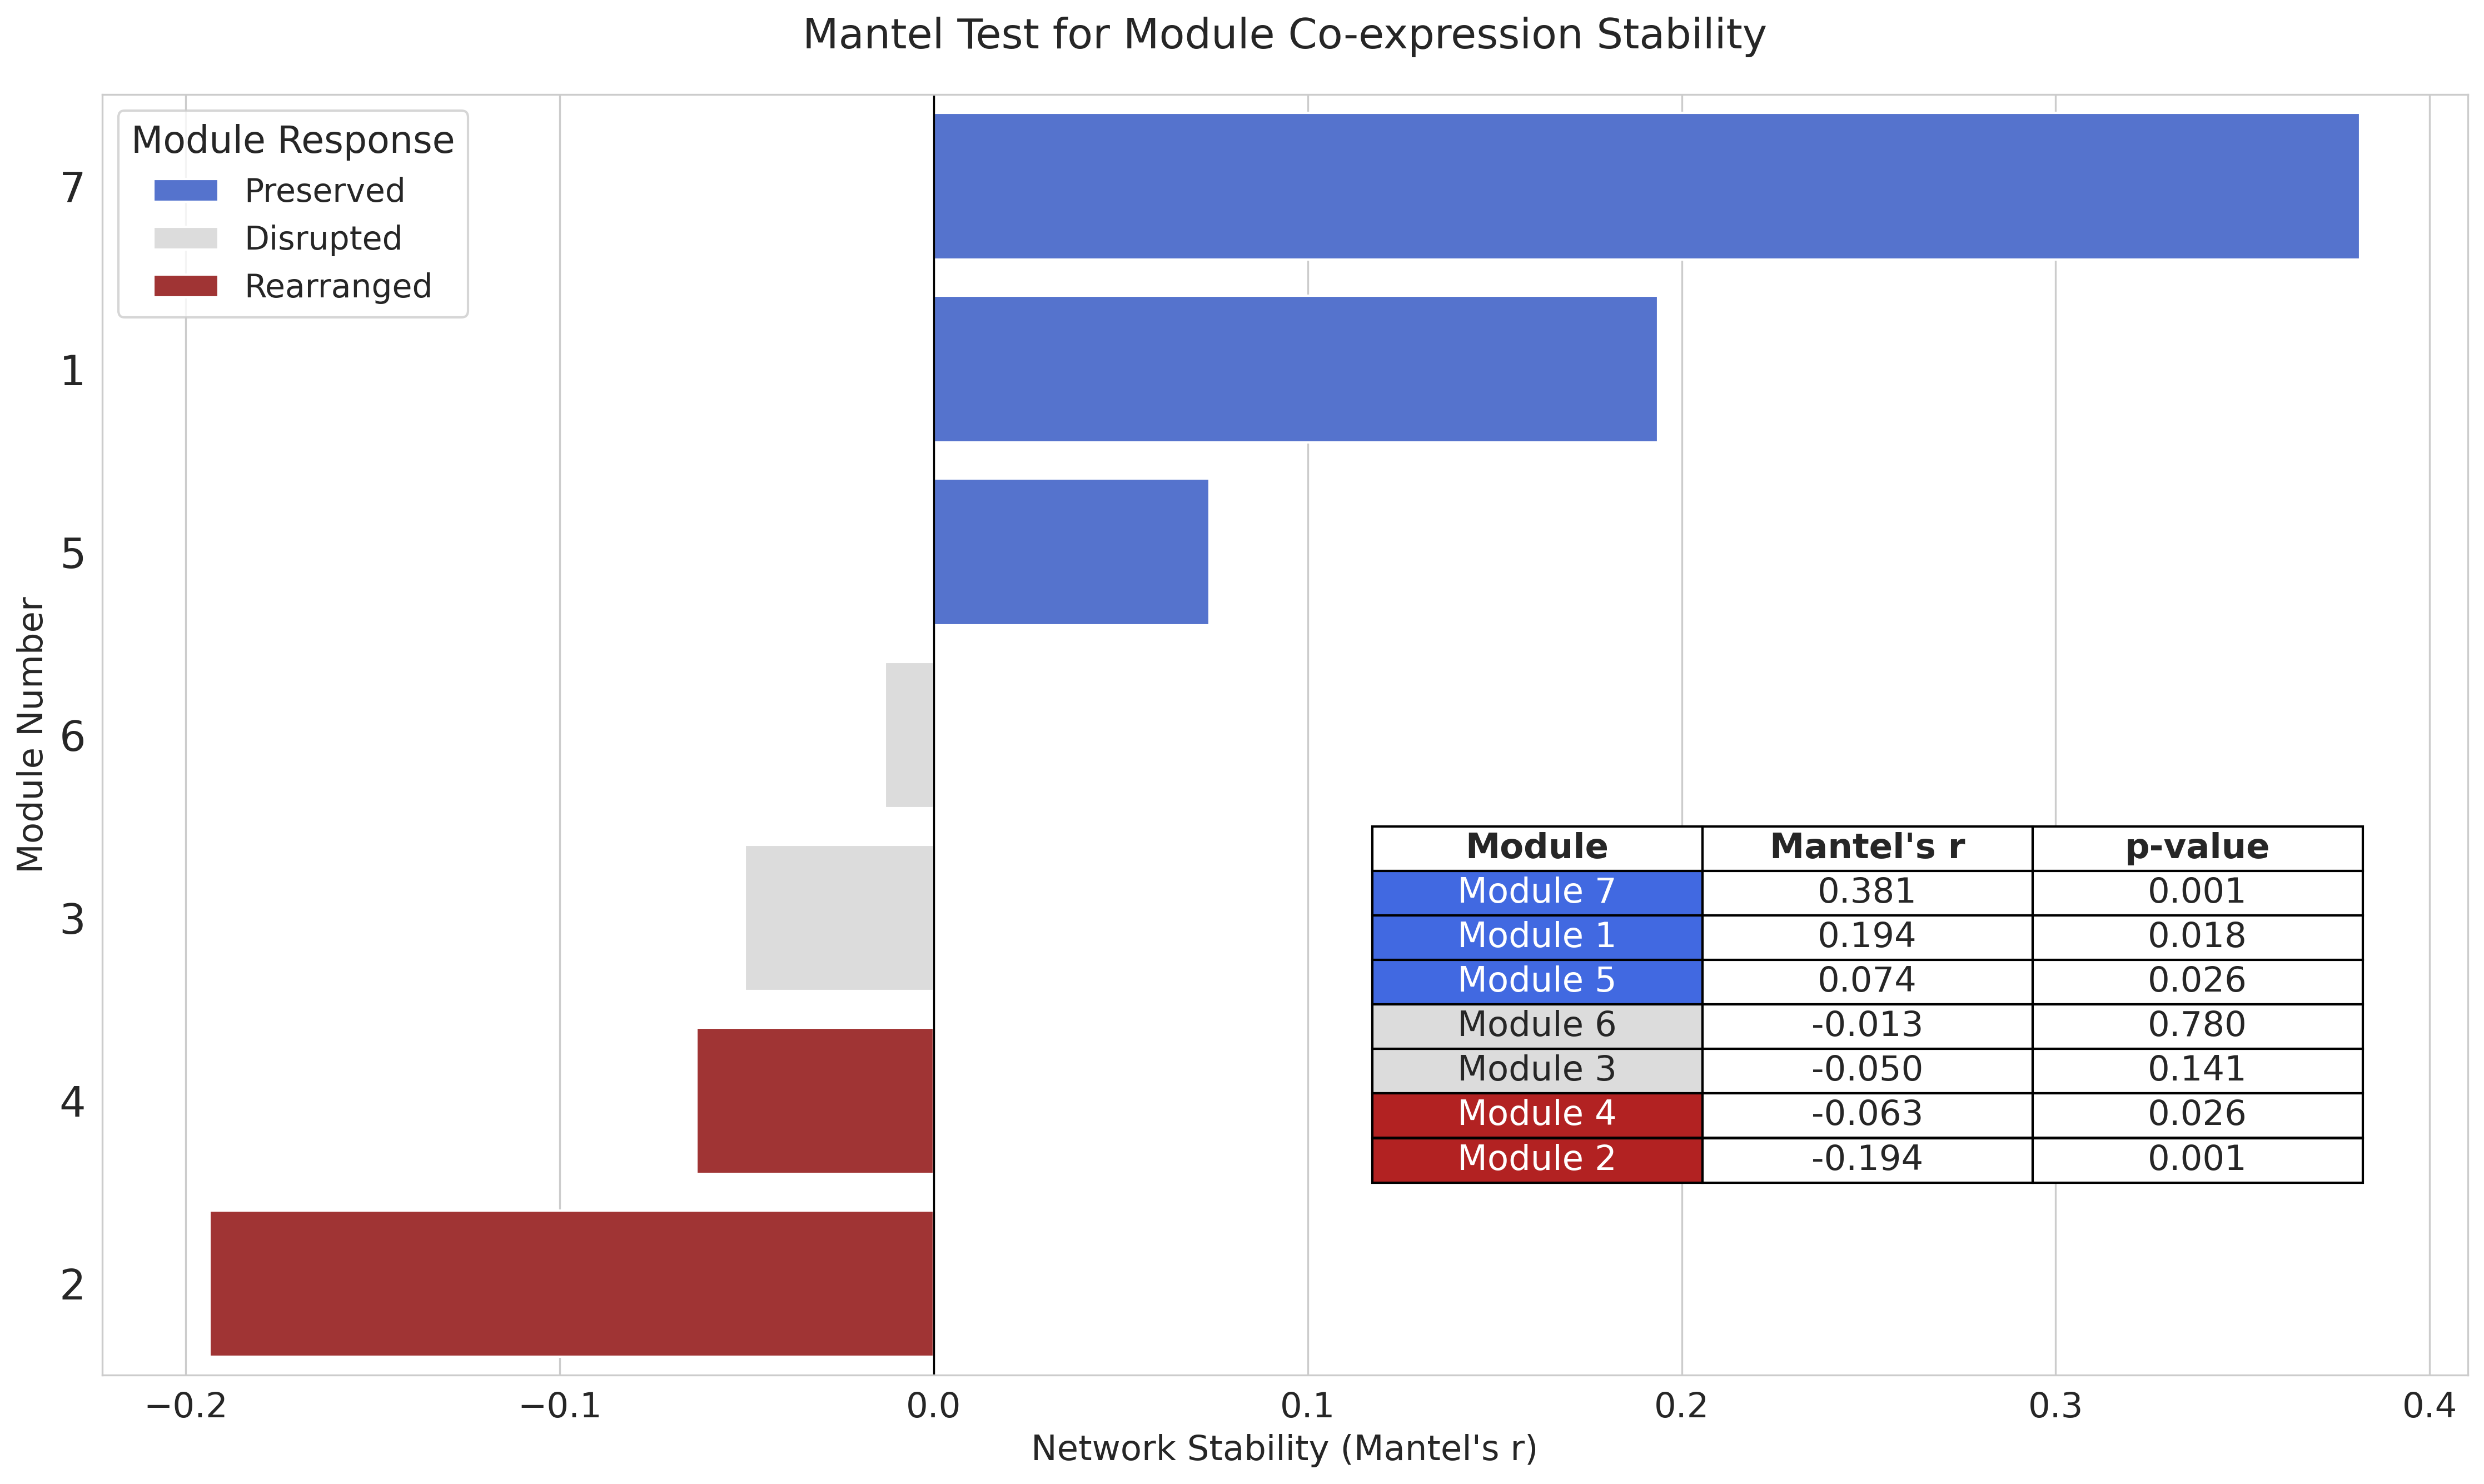 Mantel Test for Module Co-expression Stability
Module Response
Preserved
Disrupted
Rearranged
Module Number
7
1
5
6
3
4
2
Module Mantel's r p-value
Module 7 0.381 0.001
Module 1 0.194 0.018
Module 5 0.074 0.026
Module 6 -0.013 0.780
Module 3 -0.050 0.141
Module 4 -0.063 0.026
Module 2 -0.194 0.001
−0.2 −0.1 0.0 0.1 0.2 0.3 0.4
Network Stability (Mantel's r)